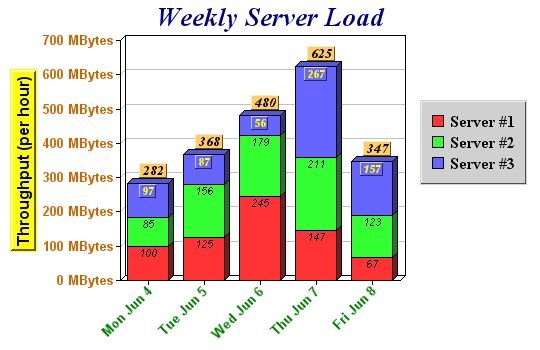 Weekly Server Load
Throughput (per hour)
700 MBytes
600 MBytes
500 MBytes
400 MBytes
300 MBytes
200 MBytes
100 MBytes
0 MBytes
282
97
85
100
368
87
156
125
480
56
179
245
625
267
211
147
347
157
123
67
Mon Jun 4
Tue Jun 5
Wed Jun 6
Thu Jun 7
Fri Jun 8
Server #1
Server #2
Server #3